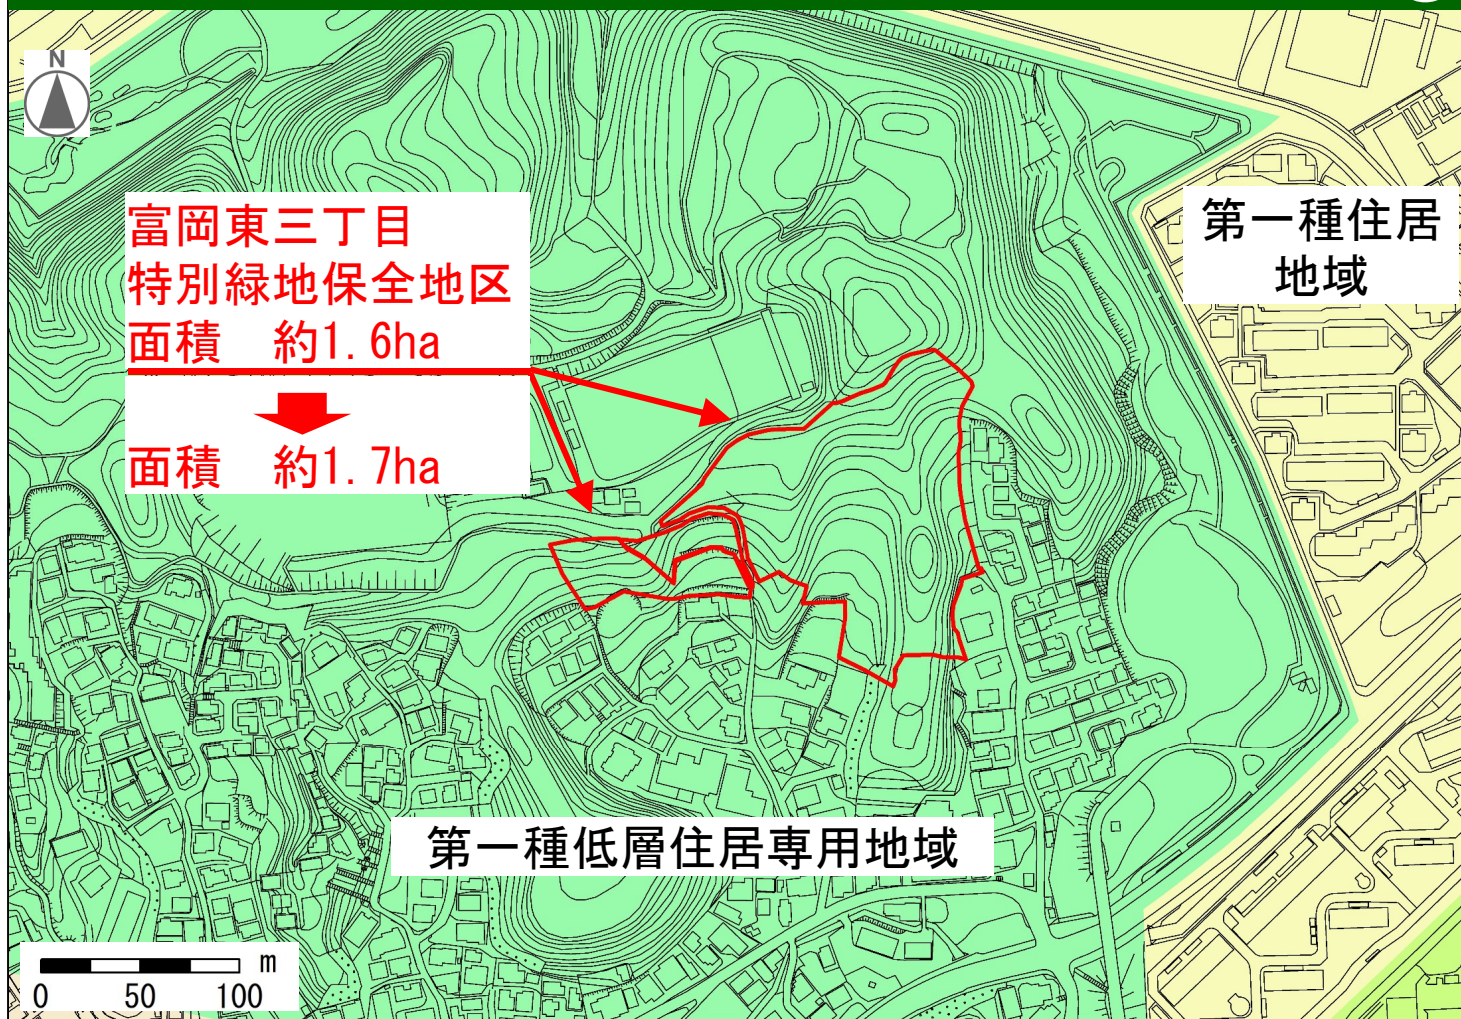 N
富岡東三丁目
特別緑地保全地区
面積　約1.6ha
面積　約1.7ha
第一種住居
地域
第一種低層住居専用地域
m
0 50 100